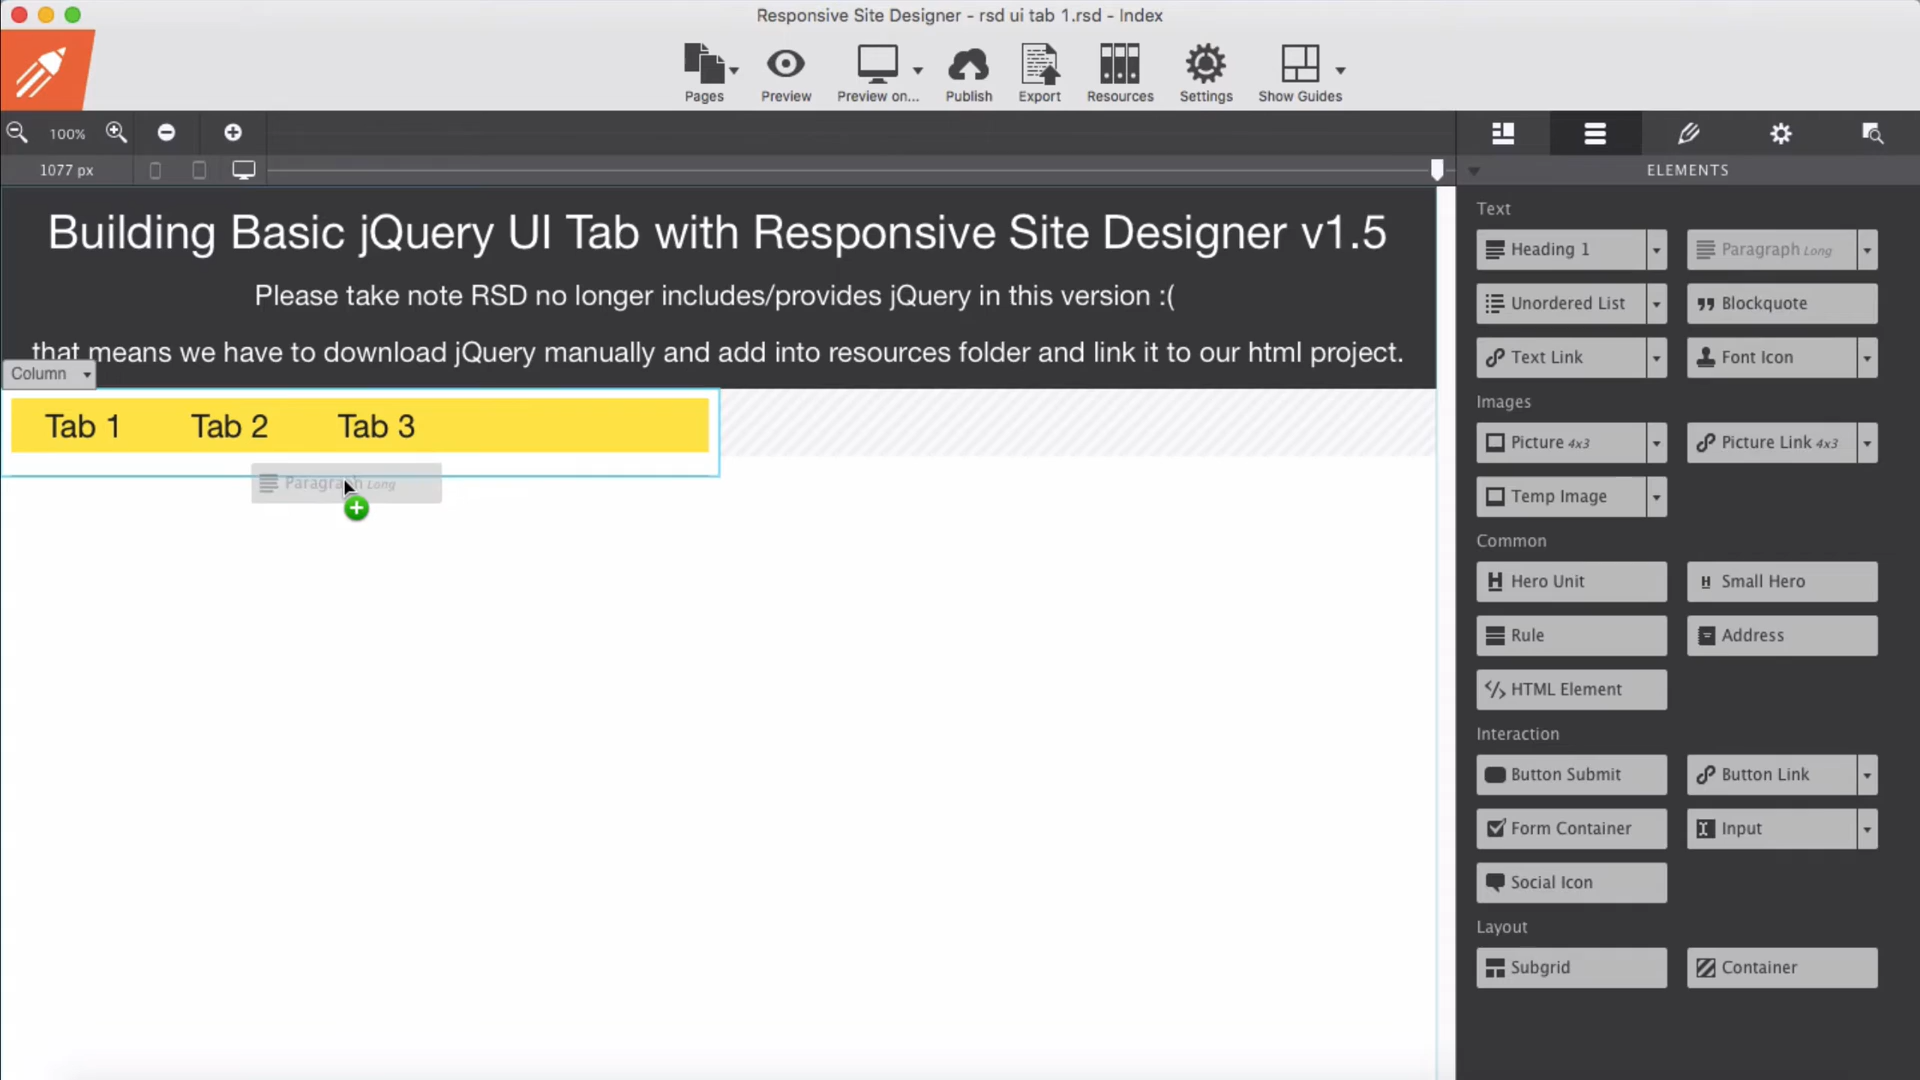 Responsive Site Designer - rsd ui tab 1.rsd - Index
Pages
Preview
Preview on...
Publish
Export
Resources
Settings
Show Guides
100%
1077 px
ELEMENTS
Building Basic jQuery UI Tab with Responsive Site Designer v1.5
Please take note RSD no longer includes/provides jQuery in this version :(
that means we have to download jQuery manually and add into resources folder and link it to our html project.
Column
Tab 1 Tab 2 Tab 3
Paragraph Long
Text
Heading 1
Paragraph Long
Unordered List
Blockquote
Text Link
Font Icon
Images
Picture 4x3
Picture Link 4x3
Temp Image
Common
Hero Unit
Small Hero
Rule
Address
HTML Element
Interaction
Button Submit
Button Link
Form Container
Input
Social Icon
Layout
Subgrid
Container